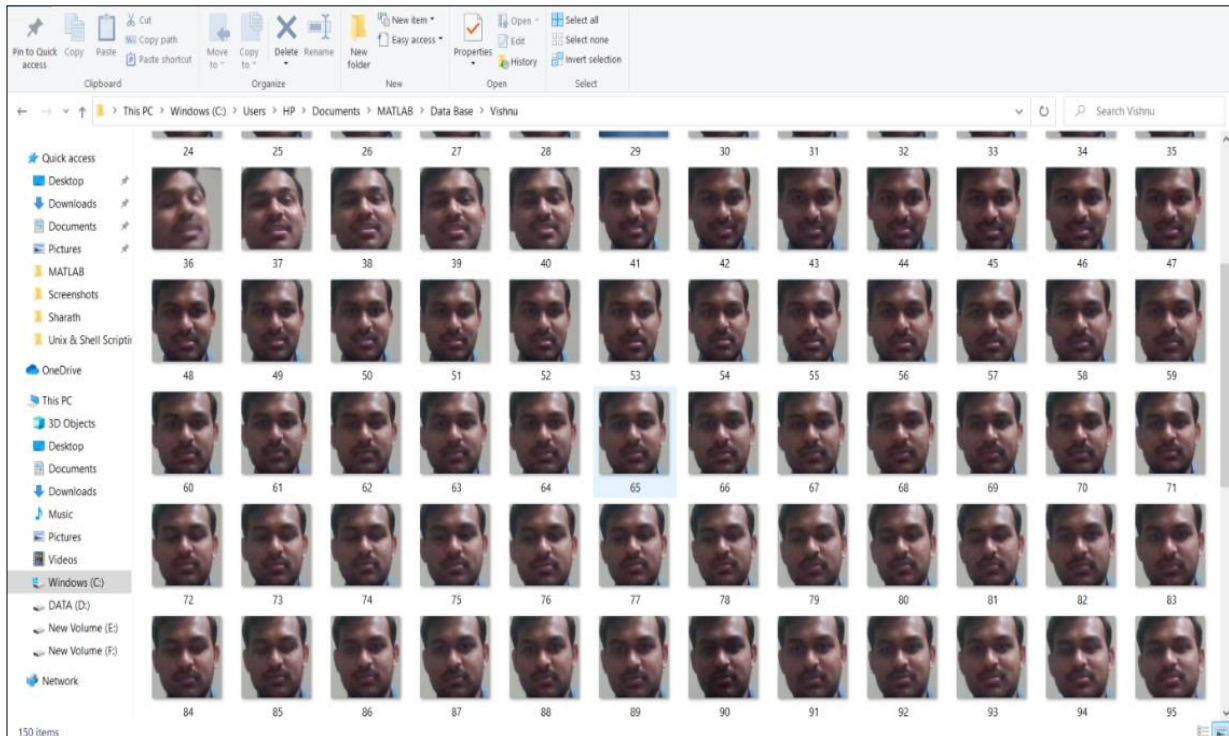 Pin to Quick access
Copy
Paste
Cut
Copy path
Paste shortcut
Clipboard
Move to
Copy to
Delete
Rename
Organize
New folder
New item
Easy access
New
Properties
Open
Edit
History
Open
Select all
Select none
Invert selection
Select
This PC > Windows (C:) > Users > HP > Documents > MATLAB > Data Base > Vishnu
Search Vishnu
Quick access
Desktop
Downloads
Documents
Pictures
MATLAB
Screenshots
Sharath
Unix & Shell Scriptin
OneDrive
This PC
3D Objects
Desktop
Documents
Downloads
Music
Pictures
Videos
Windows (C:)
DATA (D:)
New Volume (E:)
New Volume (F:)
Network
24 25 26 27 28 29 30 31 32 33 34 35
36 37 38 39 40 41 42 43 44 45 46 47
48 49 50 51 52 53 54 55 56 57 58 59
60 61 62 63 64 65 66 67 68 69 70 71
72 73 74 75 76 77 78 79 80 81 82 83
84 85 86 87 88 89 90 91 92 93 94 95
150 items